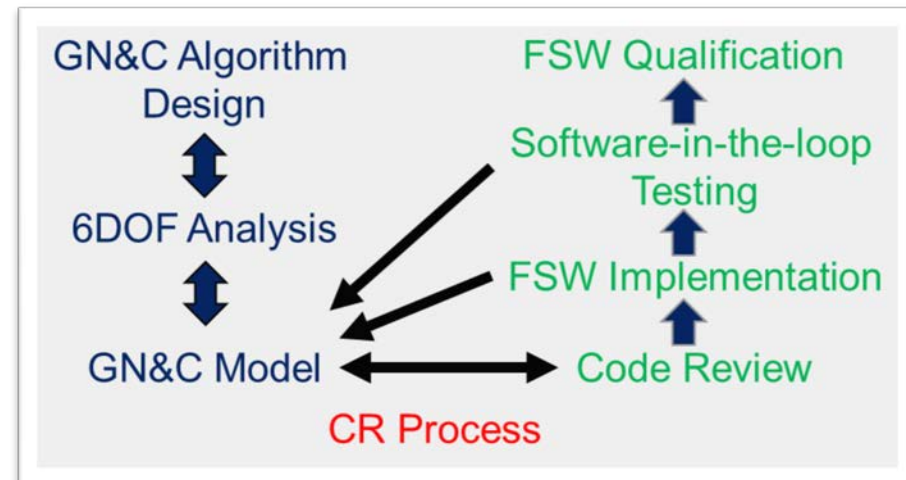 GN&C Algorithm
Design
6DOF Analysis
GN&C Model
FSW Qualification
Software-in-the-loop
Testing
FSW Implementation
Code Review
CR Process